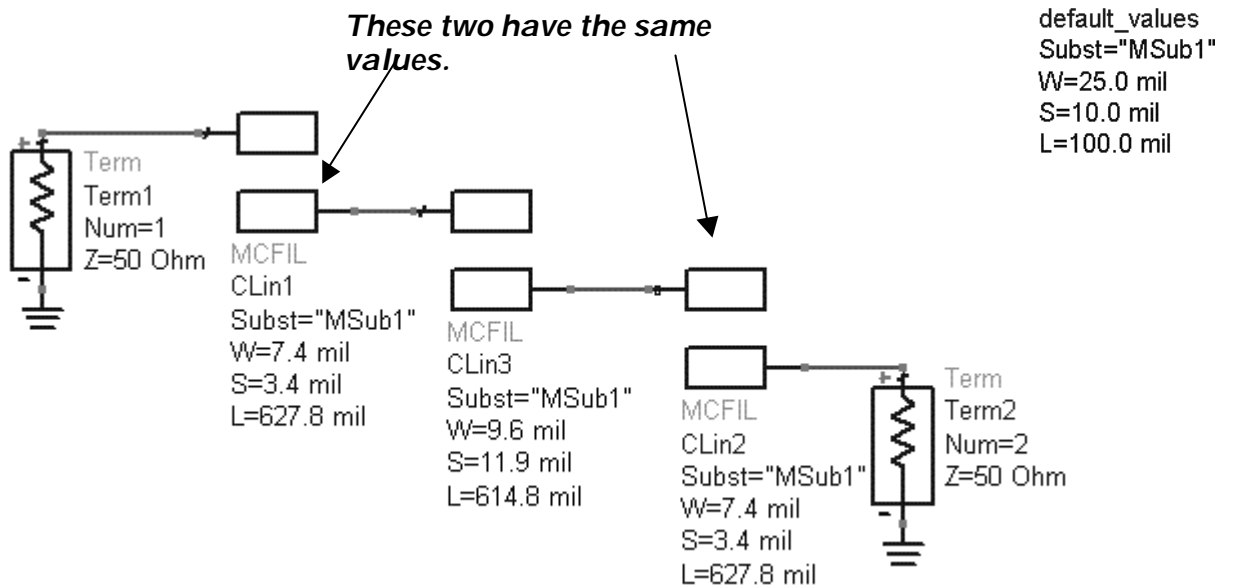 These two have the same
values.
default_values
Subst="MSub1"
W=25.0 mil
S=10.0 mil
L=100.0 mil
+
Term
Term1
Num=1
Z=50 Ohm
-
MCFIL
CLin1
Subst="MSub1"
W=7.4 mil
S=3.4 mil
L=627.8 mil
MCFIL
CLin3
Subst="MSub1"
W=9.6 mil
S=11.9 mil
L=614.8 mil
MCFIL
CLin2
Subst="MSub1"
W=7.4 mil
S=3.4 mil
L=627.8 mil
+
Term
Term2
Num=2
Z=50 Ohm
-